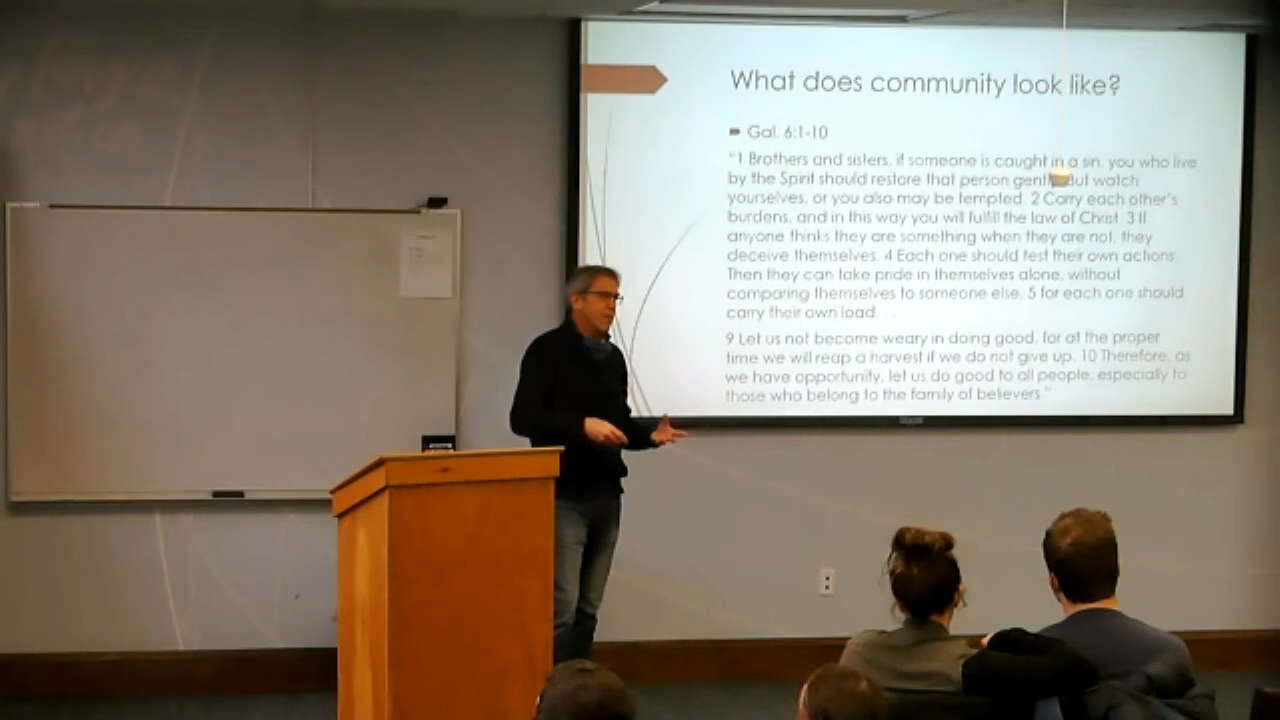 What does community look like?
Gal. 6:1-10
"1 Brothers and sisters, if someone is caught in a sin, you who live
by the Spirit should restore that person gently. But watch
yourselves, or you also may be tempted. 2 Carry each other's
burdens, and in this way you will fulfill the law of Christ. 3 If
anyone thinks they are something when they are not, they
deceive themselves. 4 Each one should test their own actions.
Then they can take pride in themselves alone, without
comparing themselves to someone else, 5 for each one should
carry their own load. ...
9 Let us not become weary in doing good, for at the proper
time we will reap a harvest if we do not give up. 10 Therefore, as
we have opportunity, let us do good to all people, especially to
those who belong to the family of believers."